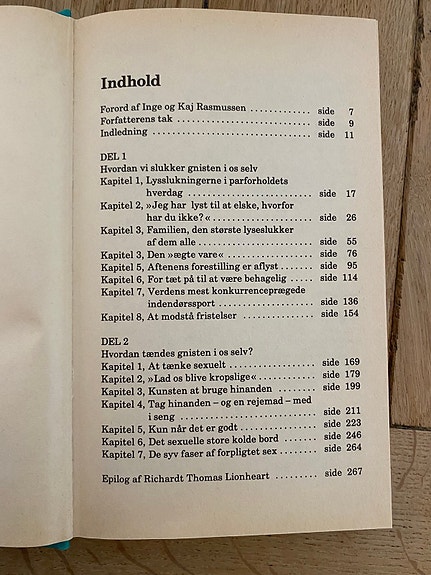 Indhold
Forord af Inge og Kaj Rasmussen . . . . . . . . . . . side 7
Forfatterens tak . . . . . . . . . . . . . . . . . . . . . . . . . side 9
Indledning . . . . . . . . . . . . . . . . . . . . . . . . . . . . . side 11
DEL 1
Hvordan vi slukker gnisten i os selv
Kapitel 1, Lysslukningerne i parforholdets
hverdag . . . . . . . . . . . . . . . . . . . . . . side 17
Kapitel 2, »Jeg har lyst til at elske, hvorfor
har du ikke?« . . . . . . . . . . . . . . . . . side 26
Kapitel 3, Familien, den største lyseslukker
af dem alle . . . . . . . . . . . . . . . . . . . side 55
Kapitel 3, Den »ægte vare« . . . . . . . . . . . . . . . side 76
Kapitel 5, Aftenens forestilling er aflyst . . . . . side 95
Kapitel 6, For tæt på til at være behagelig . . . side 114
Kapitel 7, Verdens mest konkurrenceprægede
indendørssport . . . . . . . . . . . . . . . side 136
Kapitel 8, At modstå fristelser . . . . . . . . . . . . . side 154
DEL 2
Hvordan tændes gnisten i os selv?
Kapitel 1, At tænke sexuelt . . . . . . . . . . . . . . . side 169
Kapitel 2, »Lad os blive kropslige« . . . . . . . . . side 179
Kapitel 3, Kunsten at bruge hinanden . . . . . . side 199
Kapitel 4, Tag hinanden – og en rejemad – med
i seng . . . . . . . . . . . . . . . . . . . . . . . . side 211
Kapitel 5, Kun når det er godt . . . . . . . . . . . . . side 223
Kapitel 6, Det sexuelle store kolde bord . . . . . side 246
Kapitel 7, De syv faser af forpligtet sex . . . . . side 264
Epilog af Richardt Thomas Lionheart . . . . . . . . side 267